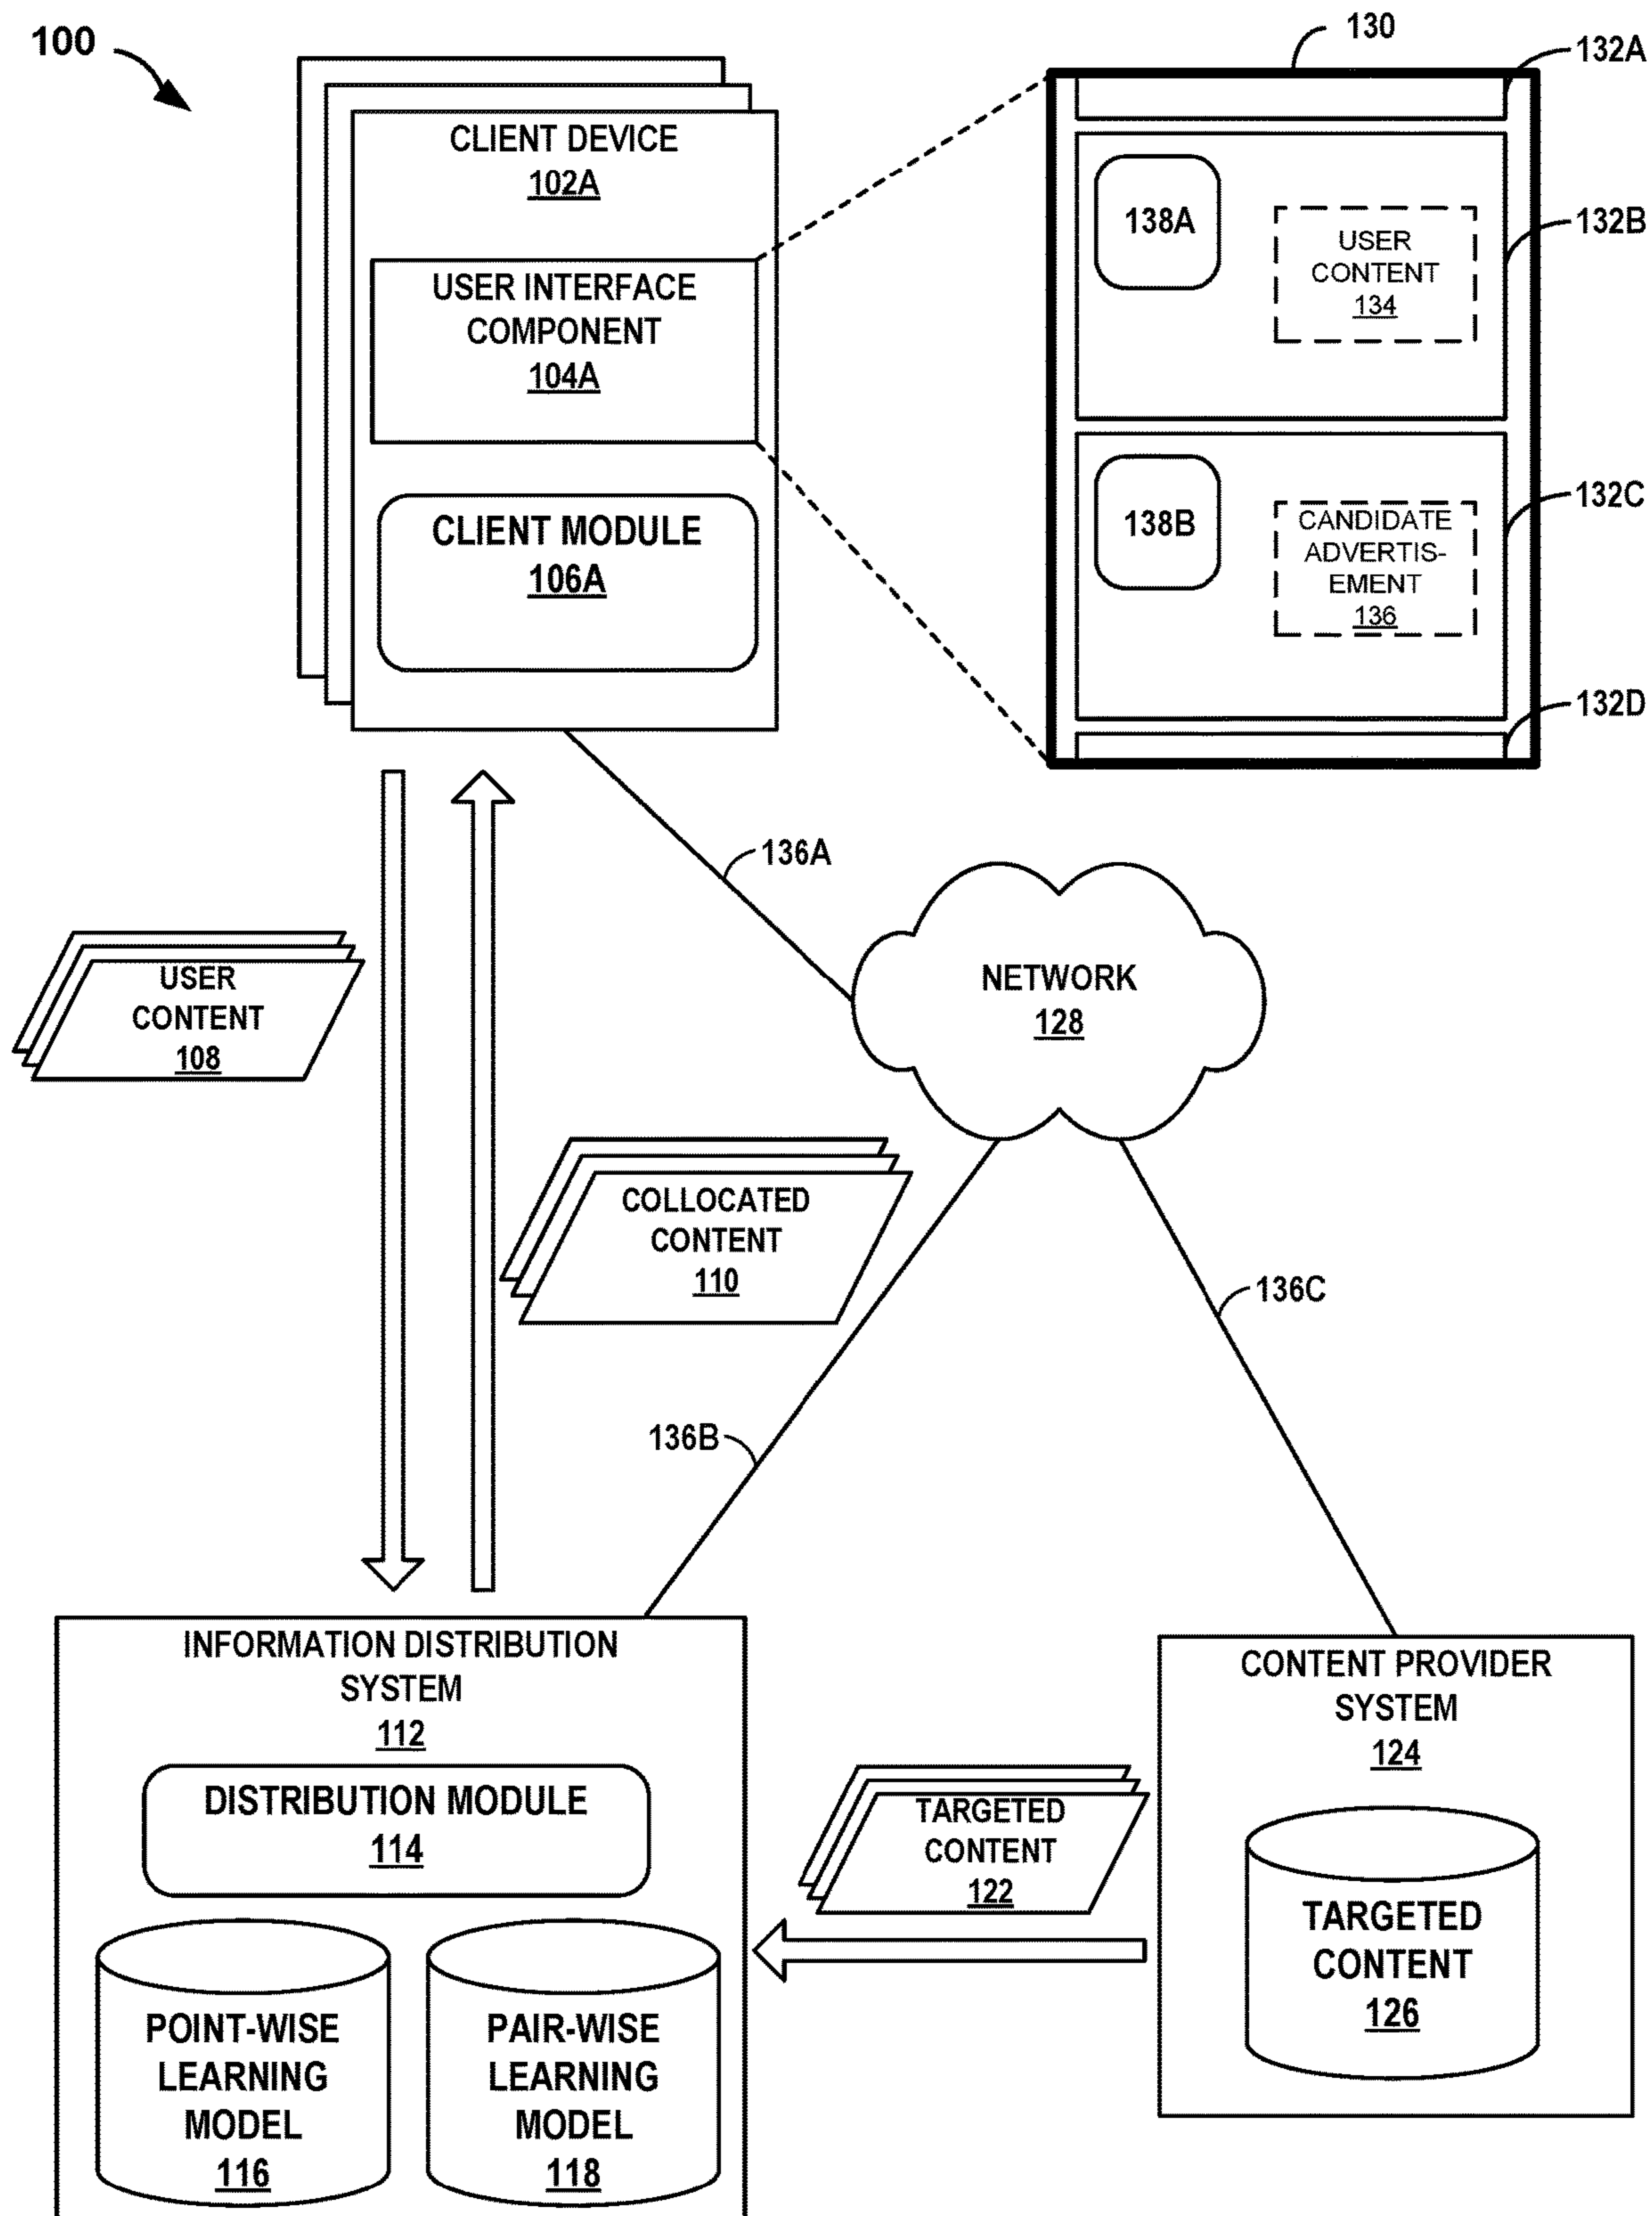 100
130
132A
CLIENT DEVICE
102A
138A
USER
CONTENT
134
132B
USER INTERFACE
COMPONENT
104A
138B
CANDIDATE
ADVERTIS-
EMENT
136
132C
CLIENT MODULE
106A
132D
136A
USER
CONTENT
108
NETWORK
128
COLLOCATED
CONTENT
110
136C
136B
INFORMATION DISTRIBUTION
SYSTEM
112
DISTRIBUTION MODULE
114
POINT-WISE
LEARNING
MODEL
116
PAIR-WISE
LEARNING
MODEL
118
TARGETED
CONTENT
122
CONTENT PROVIDER
SYSTEM
124
TARGETED
CONTENT
126